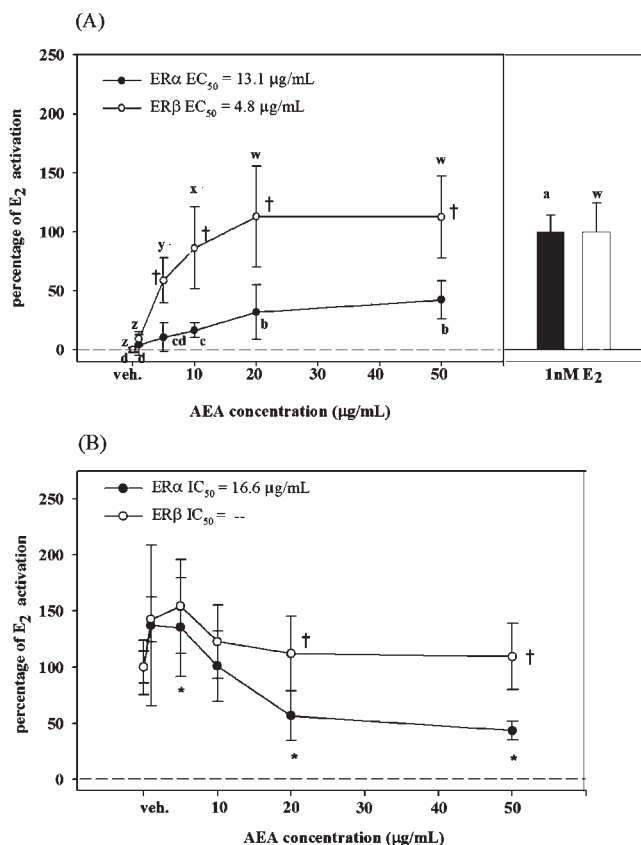 (A)
ERα EC₅₀ = 13.1 µg/mL
ERβ EC₅₀ = 4.8 µg/mL
percentage of E₂ activation
250
200
150
100
50
0
w
w
x
†
†
†
y
†
z
z
d
d
cd
c
b
b
a
w
veh.
10
20
30
40
50
1nM E₂
AEA concentration (µg/mL)
(B)
ERα IC₅₀ = 16.6 µg/mL
ERβ IC₅₀ = --
percentage of E₂ activation
250
200
150
100
50
0
†
†
*
*
*
veh.
10
20
30
40
50
AEA concentration (µg/mL)